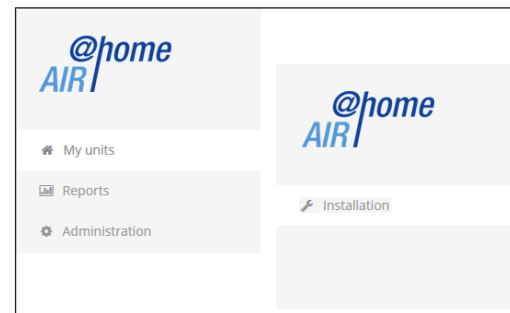 @home
AIR
My units
Reports
Administration
@home
AIR
Installation